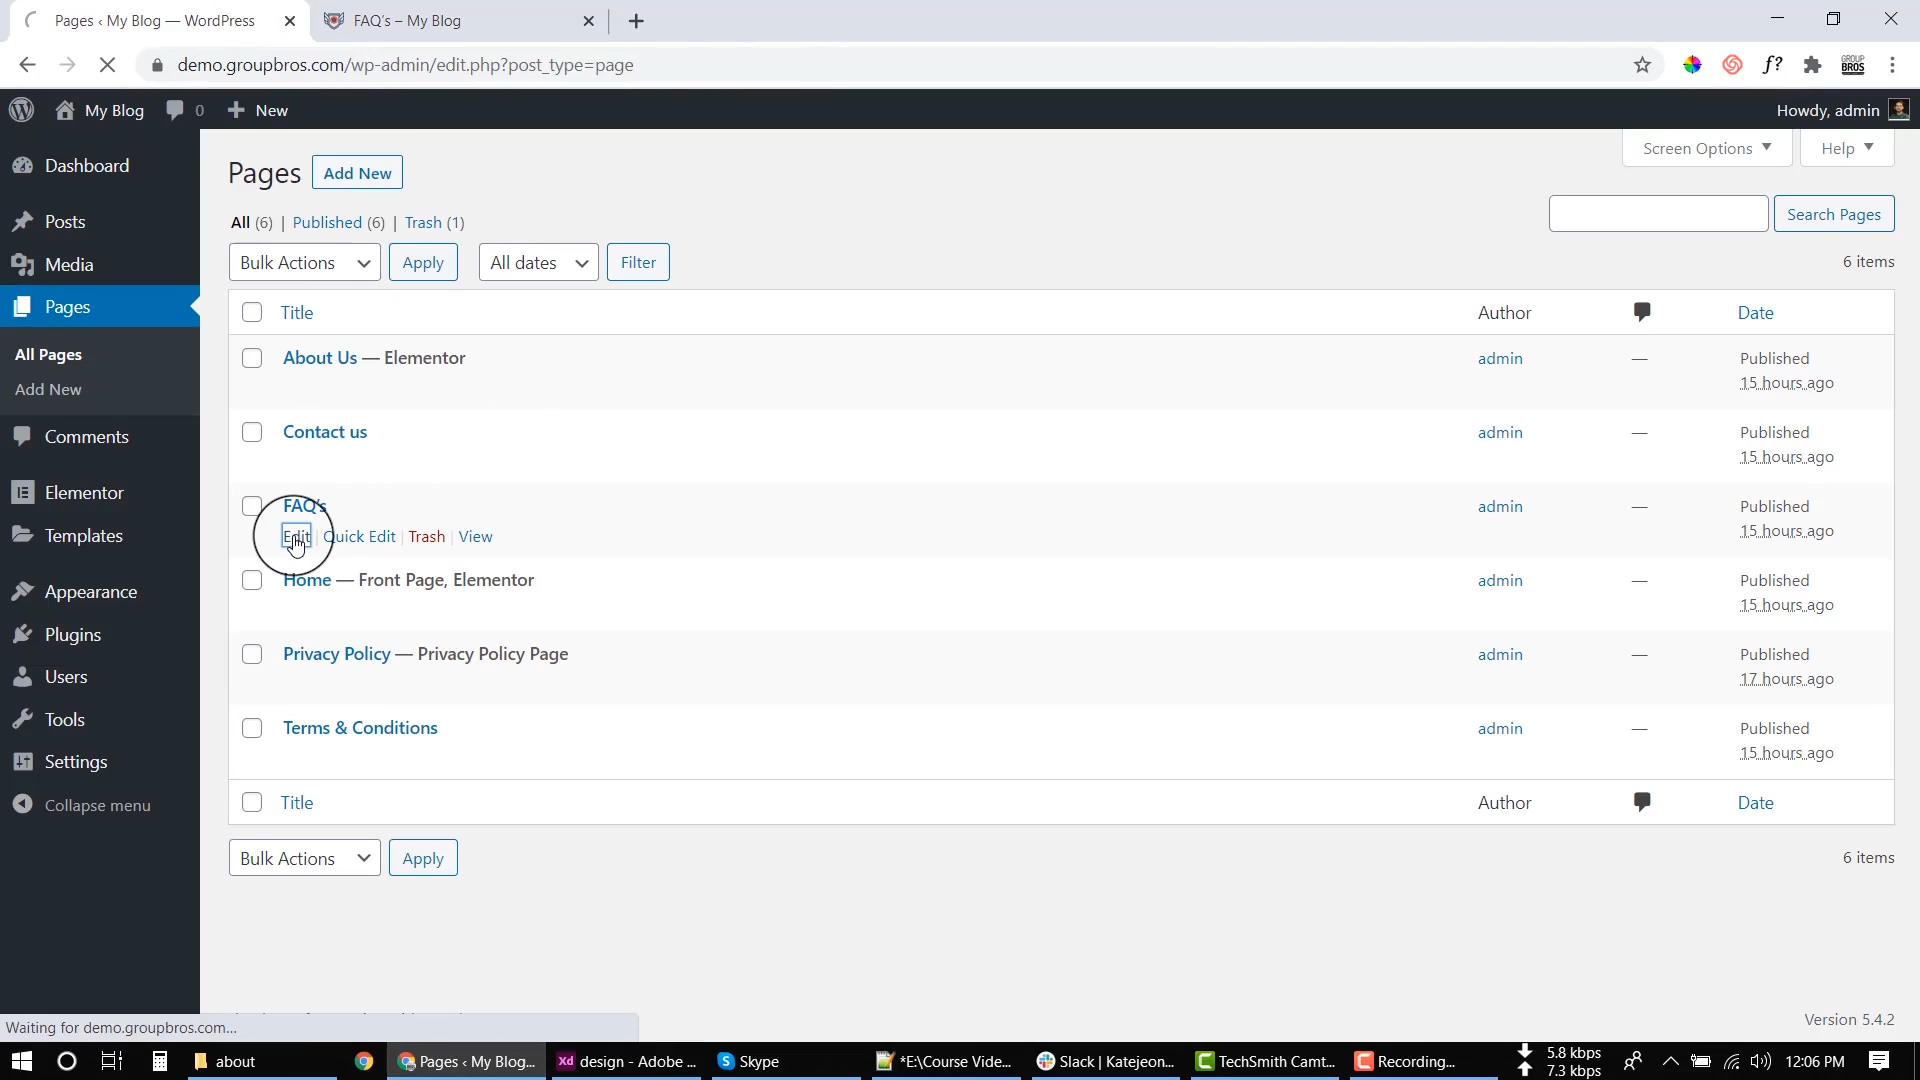 Pages ‹ My Blog — WordPress
FAQ's – My Blog
demo.groupbros.com/wp-admin/edit.php?post_type=page
f?
GROUP
BROS
My Blog
0
New
Howdy, admin
Dashboard
Posts
Media
Pages
All Pages
Add New
Comments
Elementor
Templates
Appearance
Plugins
Users
Tools
Settings
Collapse menu
Screen Options
Help
Pages
Add New
All (6) | Published (6) | Trash (1)
Search Pages
Bulk Actions
Apply
All dates
Filter
6 items
Title
Author
Date
About Us — Elementor
admin
—
Published
15 hours ago
Contact us
admin
—
Published
15 hours ago
FAQ's
Edit | Quick Edit | Trash | View
admin
—
Published
15 hours ago
Home — Front Page, Elementor
admin
—
Published
15 hours ago
Privacy Policy — Privacy Policy Page
admin
—
Published
17 hours ago
Terms & Conditions
admin
—
Published
15 hours ago
Title
Author
Date
Bulk Actions
Apply
6 items
Version 5.4.2
Waiting for demo.groupbros.com...
about
Pages ‹ My Blog...
Xd design - Adobe ...
Skype
*E:\Course Vide...
Slack | Katejeon...
TechSmith Camt...
Recording...
5.8 kbps
7.3 kbps
12:06 PM